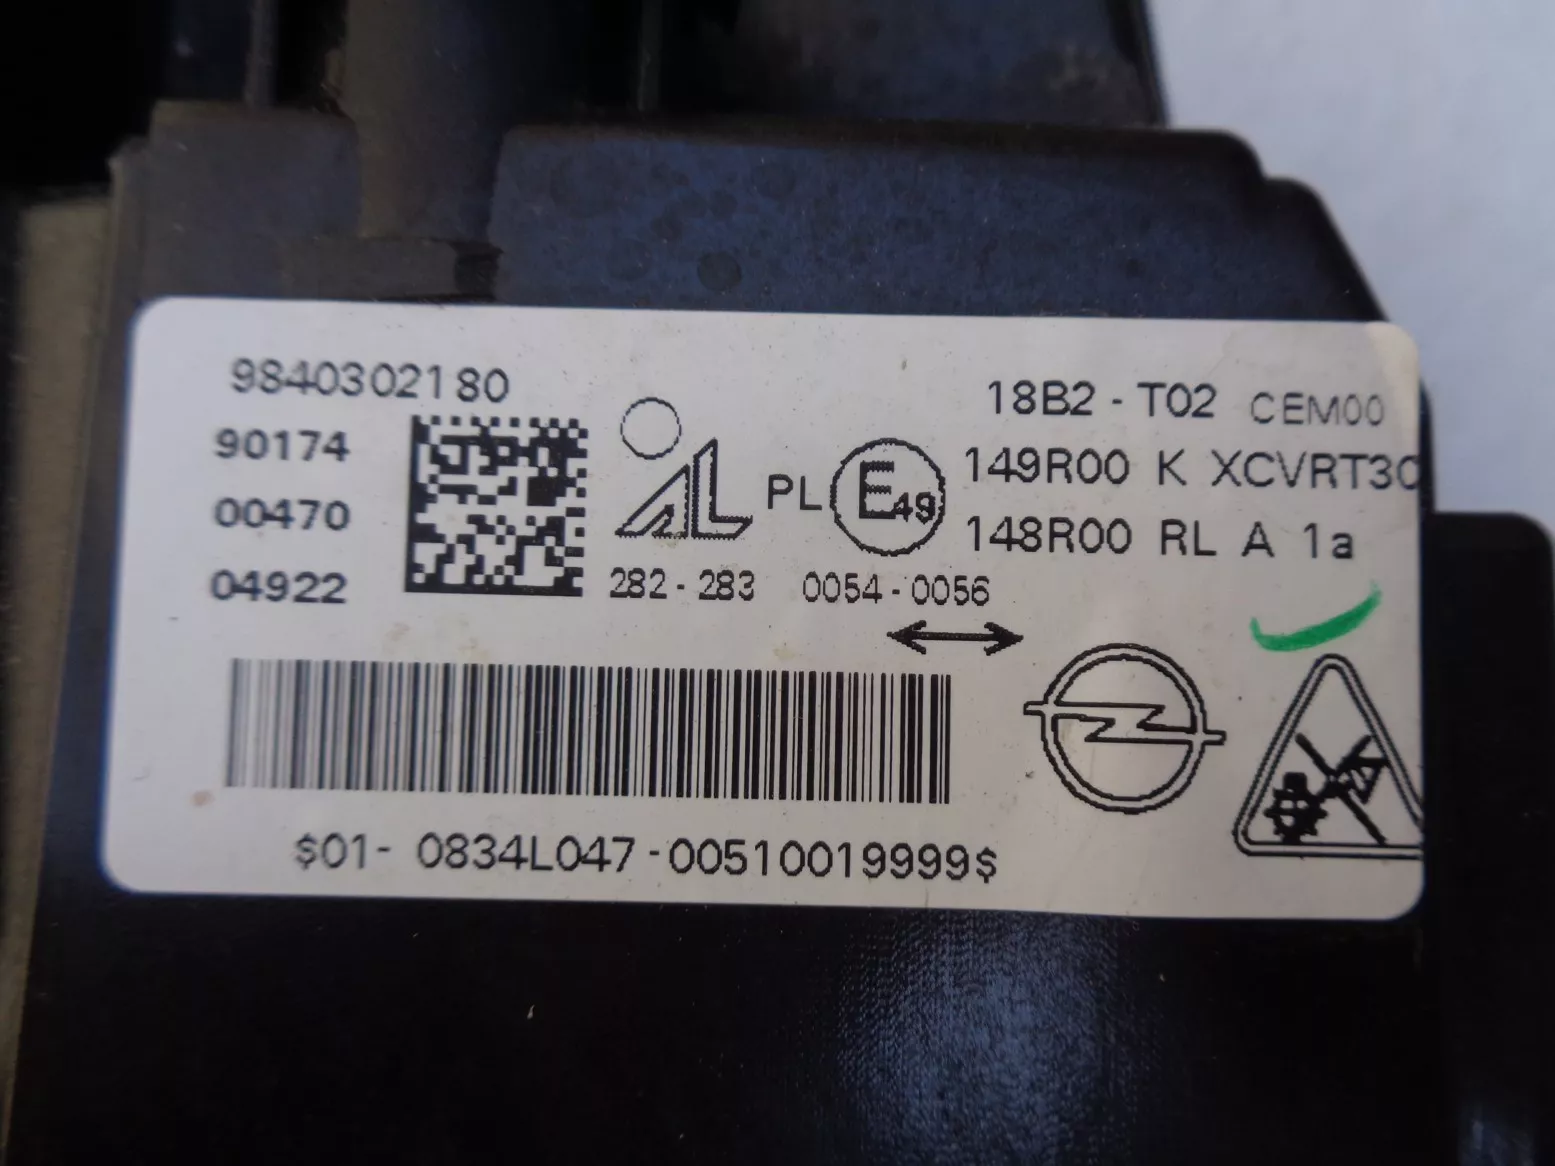 9840302180
90174
00470
04922
AL
PL E49
282-283 0054-0056
18B2-T02 CEM00
149R00 K XCVRT3C
148R00 RL A 1a
$01-0834L047-00510019999$